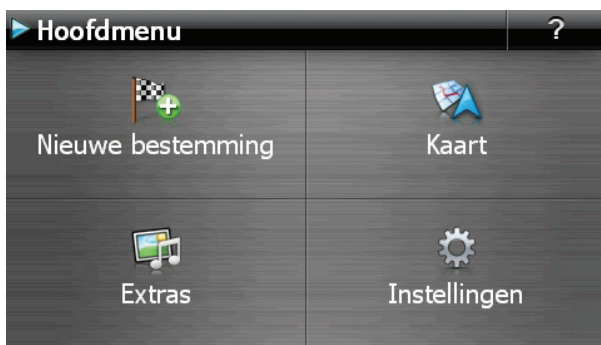 Hoofdmenu ?
Nieuwe bestemming
Kaart
Extras
Instellingen